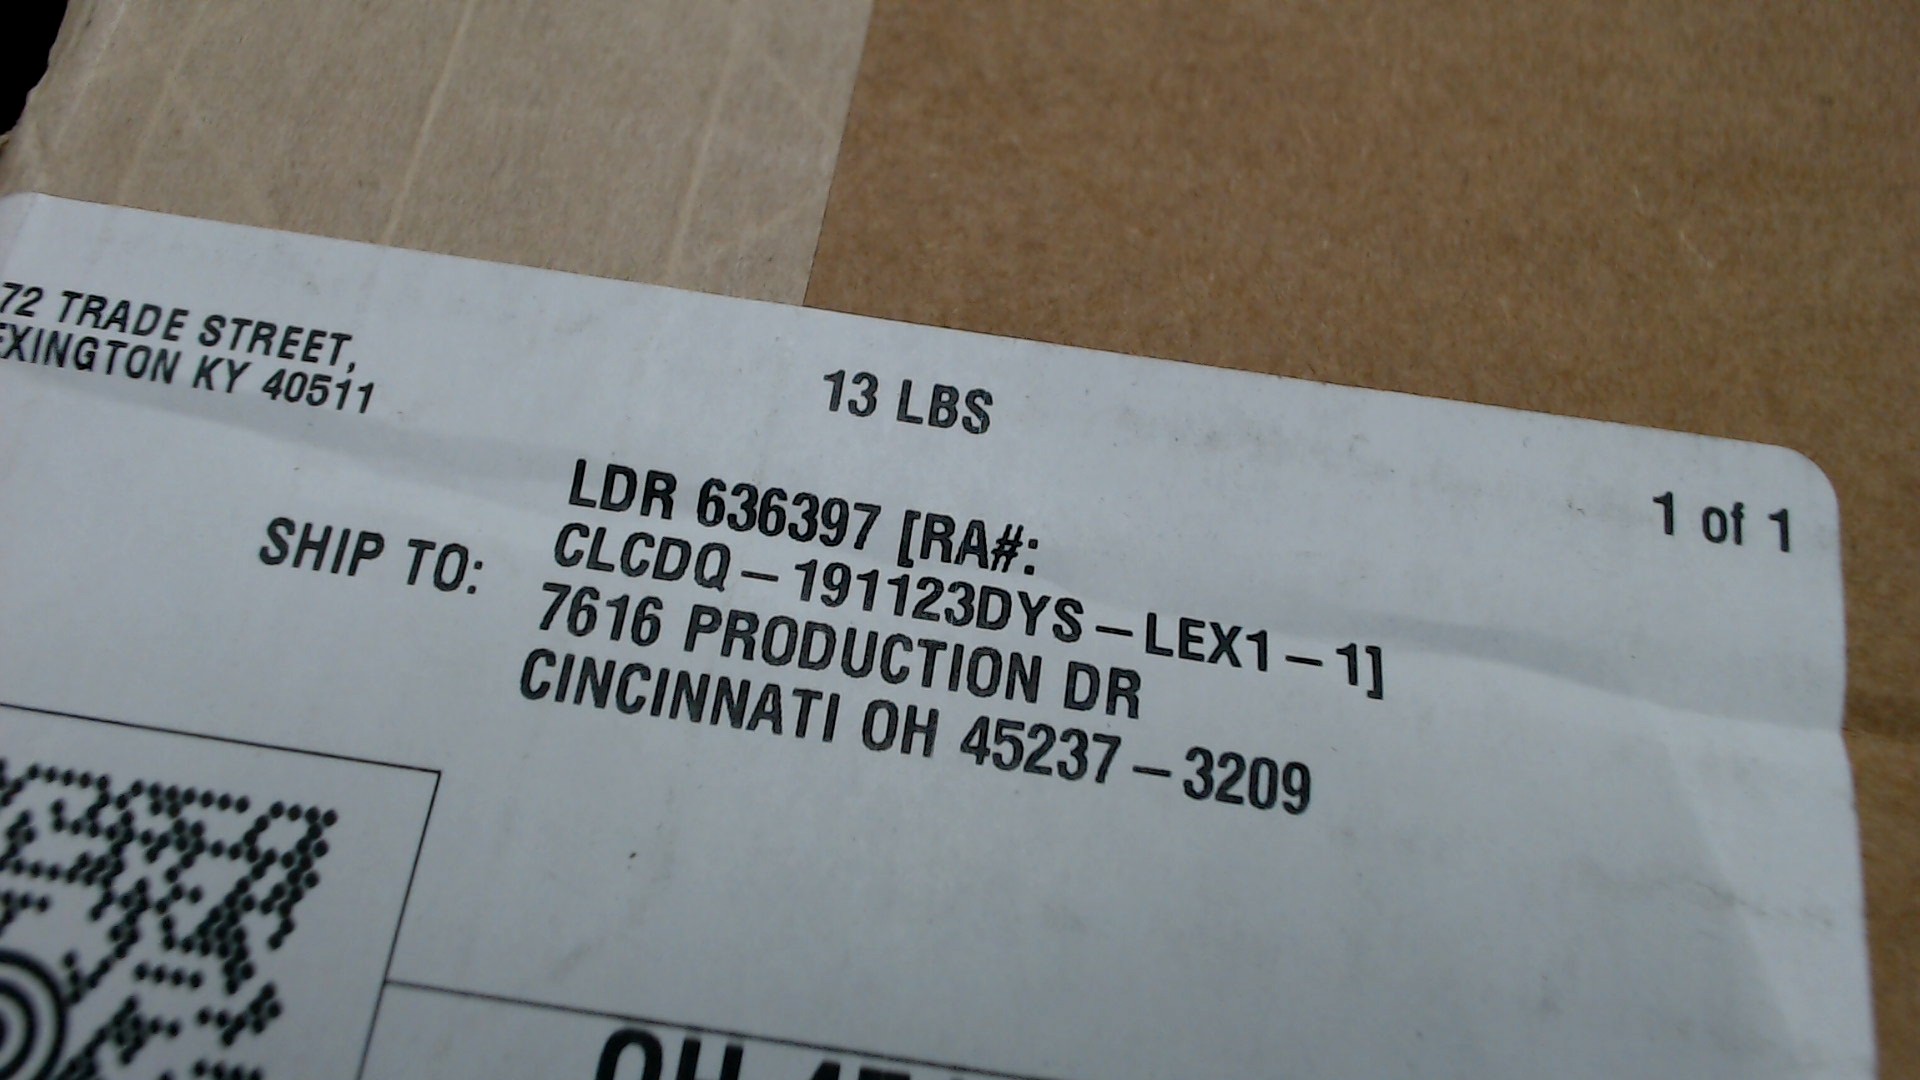 72 TRADE STREET,
EXINGTON KY 40511
13 LBS
1 of 1
SHIP TO:
LDR 636397 [RA#:
CLCDQ-191123DYS-LEX1-1]
7616 PRODUCTION DR
CINCINNATI OH 45237-3209
OH